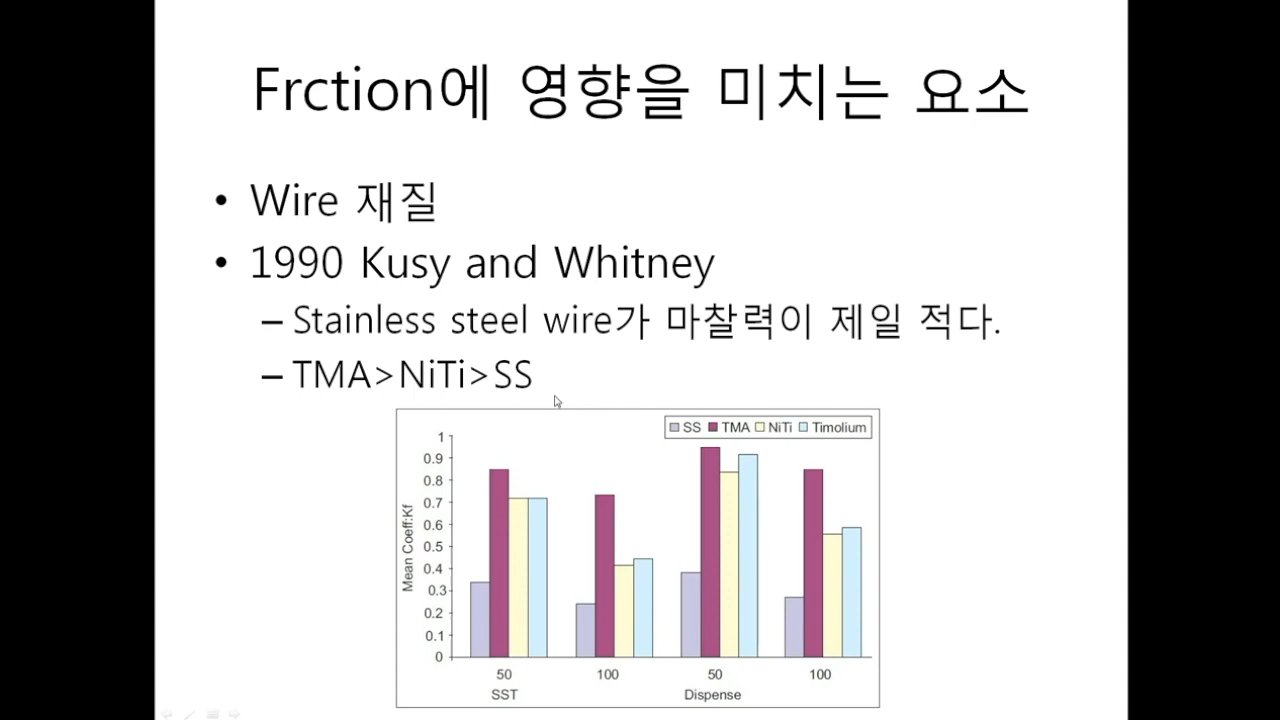 Frction에 영향을 미치는 요소
• Wire 재질
• 1990 Kusy and Whitney
– Stainless steel wire가 마찰력이 제일 적다.
– TMA>NiTi>SS
SS TMA NiTi Timolium
Mean Coeff:Kf
1
0.9
0.8
0.7
0.6
0.5
0.4
0.3
0.2
0.1
0
50 100 50 100
SST Dispense